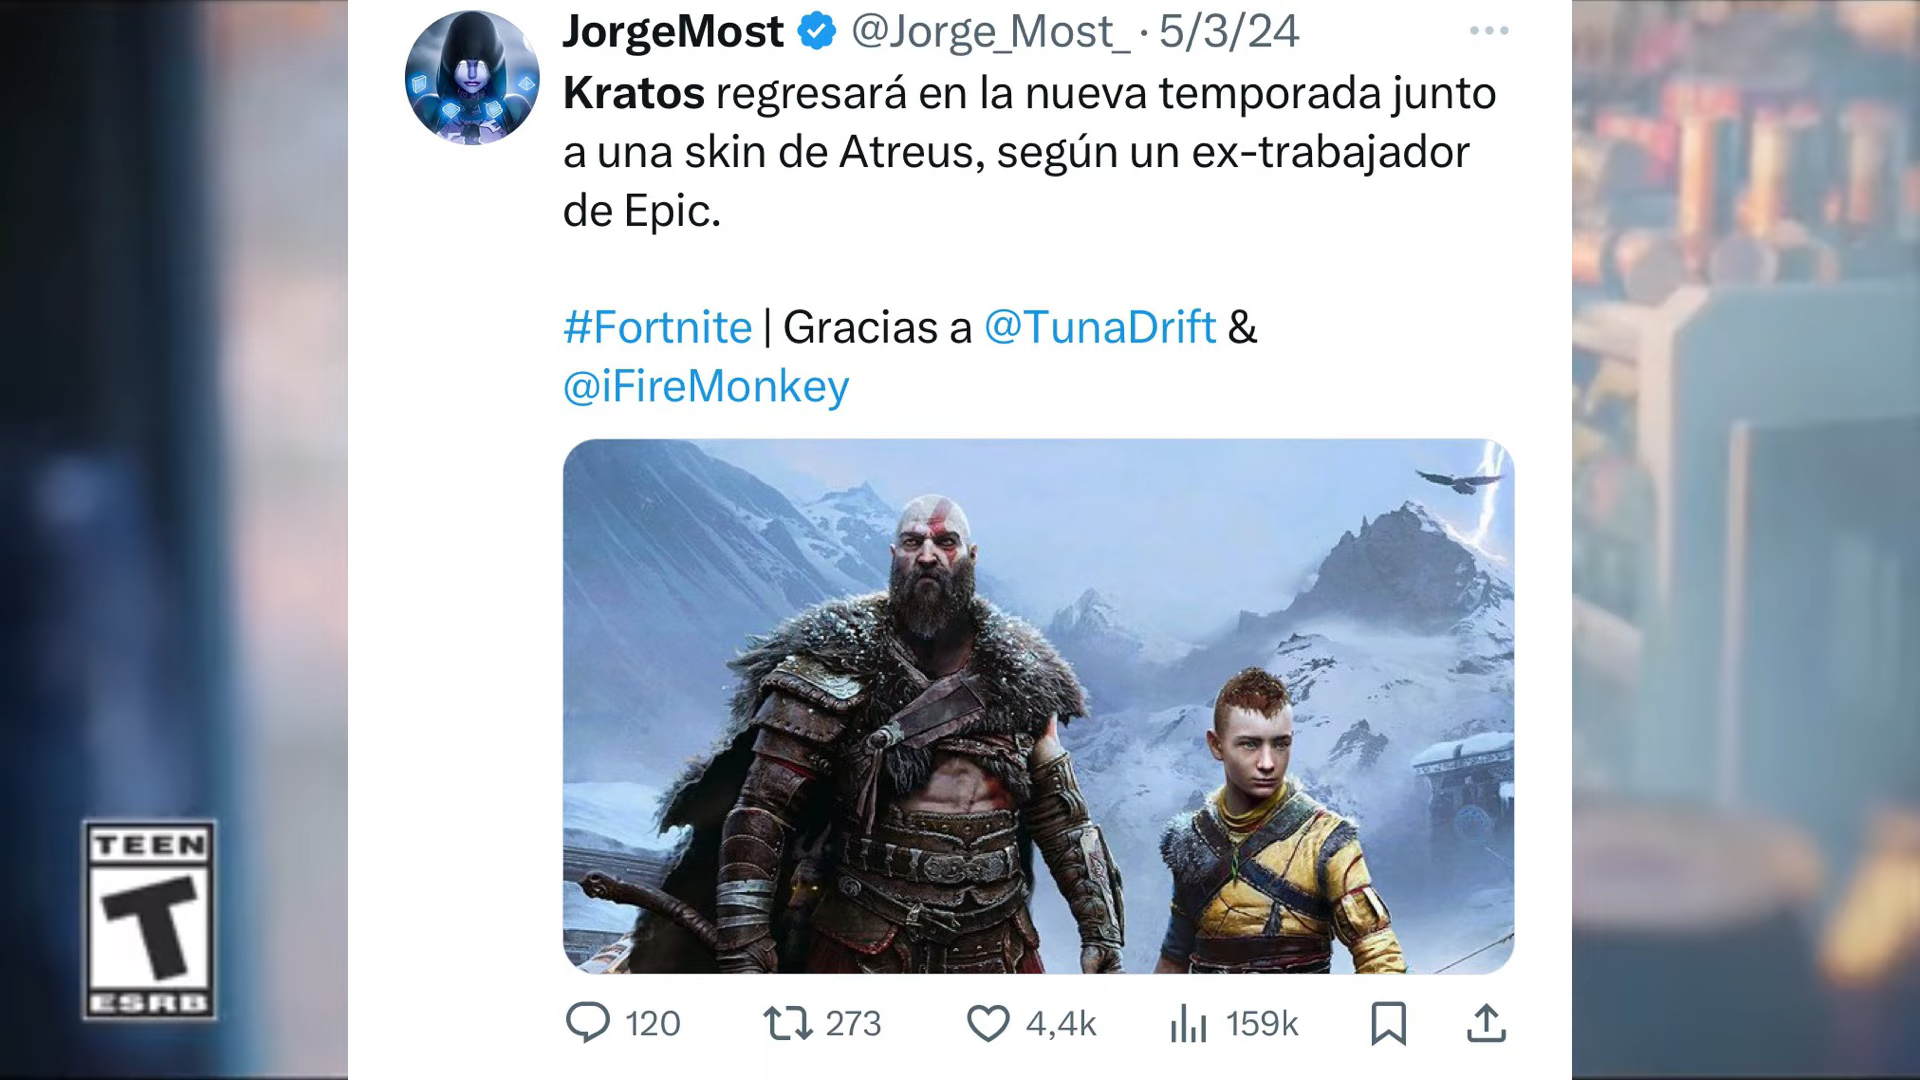 JorgeMost @Jorge_Most_ · 5/3/24
Kratos regresará en la nueva temporada junto
a una skin de Atreus, según un ex-trabajador
de Epic.
#Fortnite | Gracias a @TunaDrift &
@iFireMonkey
120 273 4,4k 159k
TEEN
T
ESRB